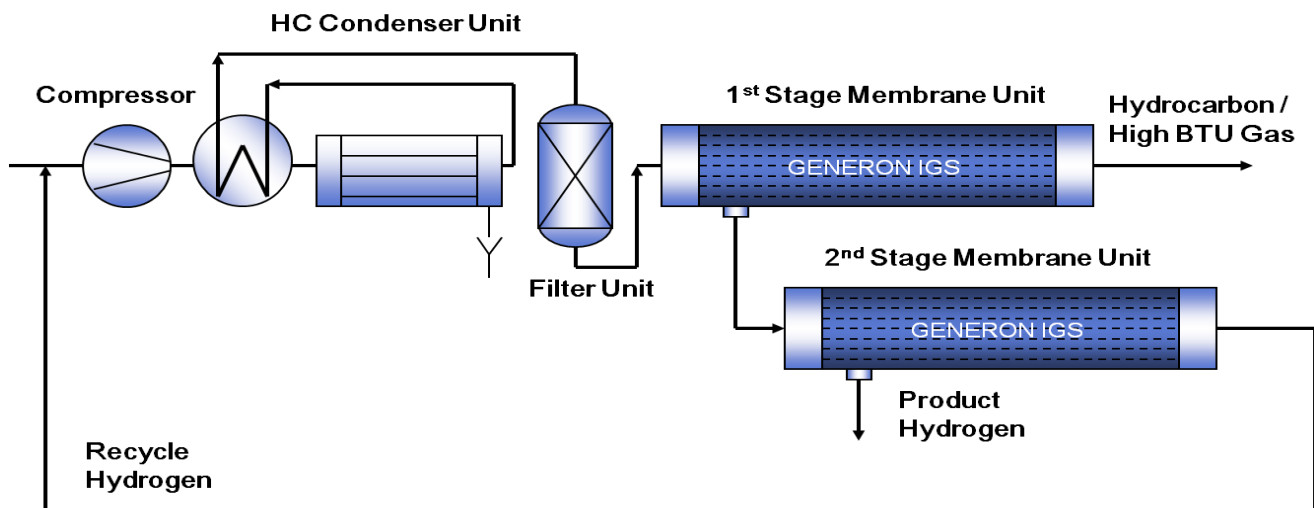 HC Condenser Unit
Compressor
1st Stage Membrane Unit
Hydrocarbon /
High BTU Gas
GENERON IGS
2nd Stage Membrane Unit
Filter Unit
GENERON IGS
Product
Hydrogen
Recycle
Hydrogen